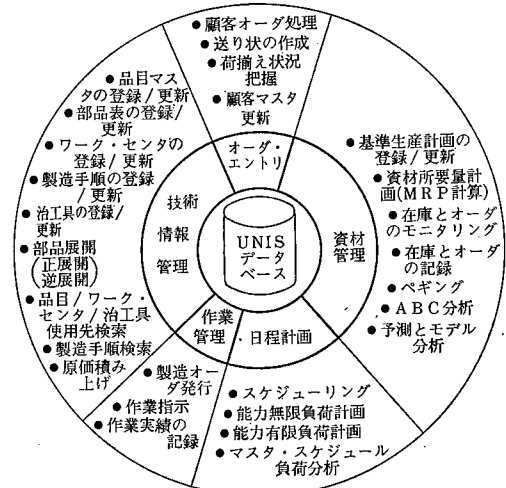 ● 顧客オーダ処理
● 送り状の作成
● 荷揃え状況
把握
● 顧客マスタ
更新
オーダ・
エントリ
● 品目マス
タの登録/更新
● 部品表の登録/
更新
● ワーク・センタの
登録/更新
● 製造手順の登録
/更新
● 治工具の登録/
更新
● 部品展開
(正展開)
(逆展開)
● 品目/ワーク・
センタ/治工具
使用先検索
● 製造手順検索
● 原価積み
上げ
技術
情報
管理
UNIS
データ
ベース
資材
管理
● 基準生産計画の
登録/更新
● 資材所要量計
画(MRP計算)
● 在庫とオーダ
のモニタリング
● 在庫とオーダ
の記録
● ペギング
● ABC分析
● 予測とモデル
分析
作業
管理・日程計画
● 製造オー
ダ発行
● 作業指示
● 作業実績の
記録
● スケジューリング
● 能力無限負荷計画
● 能力有限負荷計画
● マスタ・スケジュール
負荷分析